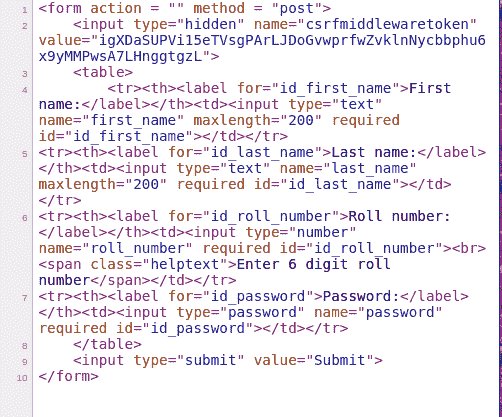 1 <form action = "" method = "post">
2     <input type="hidden" name="csrfmiddlewaretoken"
value="igXDaSUPVi15eTVsgPArLJDoGvwprfwZvklnNycbbphu6
x9yMMPwsA7LHnggtgzL">
3     <table>
4         <tr><th><label for="id_first_name">First
name:</label></th><td><input type="text"
name="first_name" maxlength="200" required
id="id_first_name"></td></tr>
5 <tr><th><label for="id_last_name">Last name:</label>
</th><td><input type="text" name="last_name"
maxlength="200" required id="id_last_name"></td>
</tr>
6 <tr><th><label for="id_roll_number">Roll number:
</label></th><td><input type="number"
name="roll_number" required id="id_roll_number"><br>
<span class="helptext">Enter 6 digit roll
number</span></td></tr>
7 <tr><th><label for="id_password">Password:</label>
</th><td><input type="password" name="password"
required id="id_password"></td></tr>
8     </table>
9     <input type="submit" value="Submit">
10 </form>